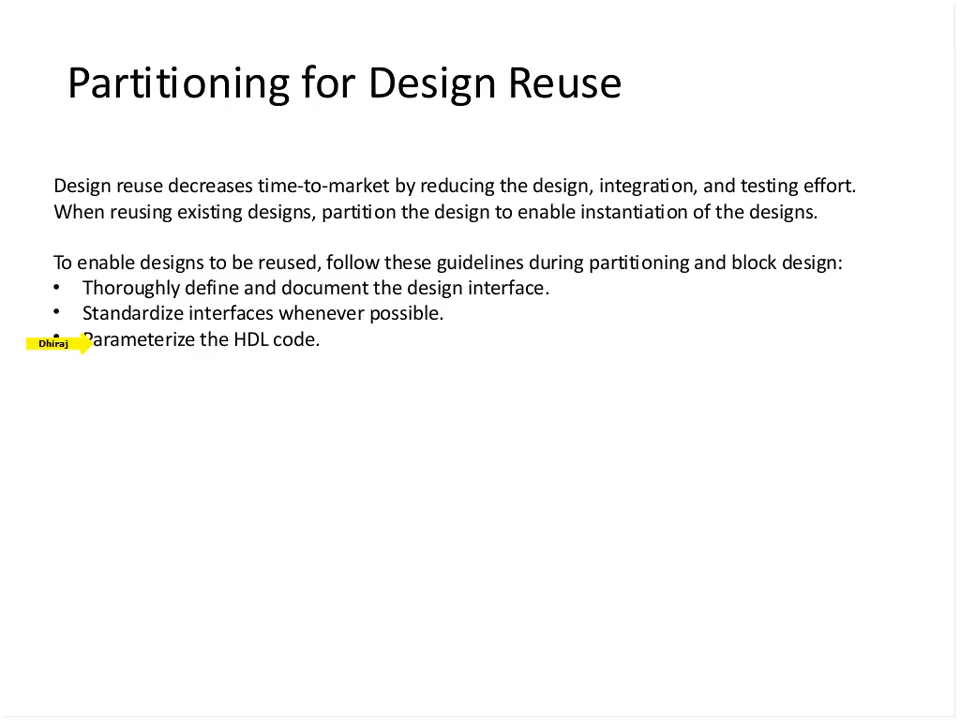 Partitioning for Design Reuse
Design reuse decreases time-to-market by reducing the design, integration, and testing effort.
When reusing existing designs, partition the design to enable instantiation of the designs.
To enable designs to be reused, follow these guidelines during partitioning and block design:
• Thoroughly define and document the design interface.
• Standardize interfaces whenever possible.
• Parameterize the HDL code.
Dhiraj